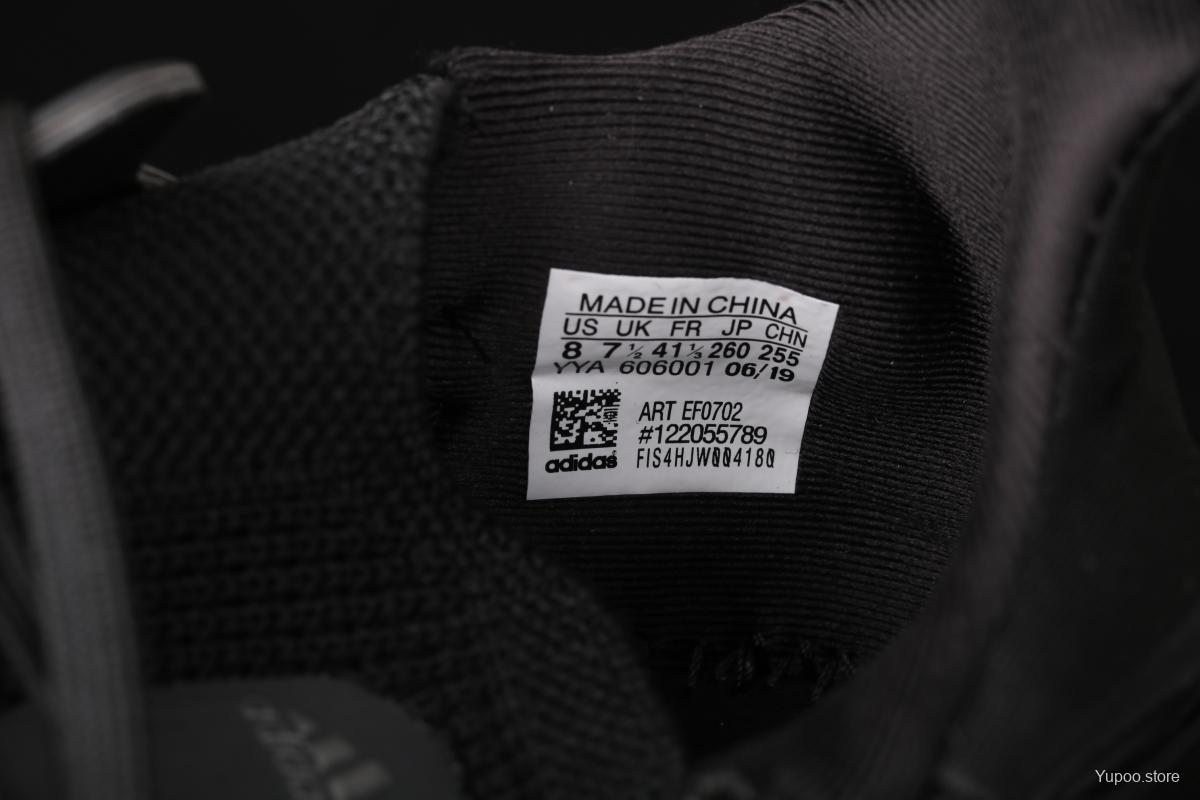 MADE IN CHINA
US UK FR JP CHN
8 7½ 41⅓ 260 255
YYA 606001 06/19
ART EF0702
#122055789
adidas
FIS4HJW004180
Yupoo.store